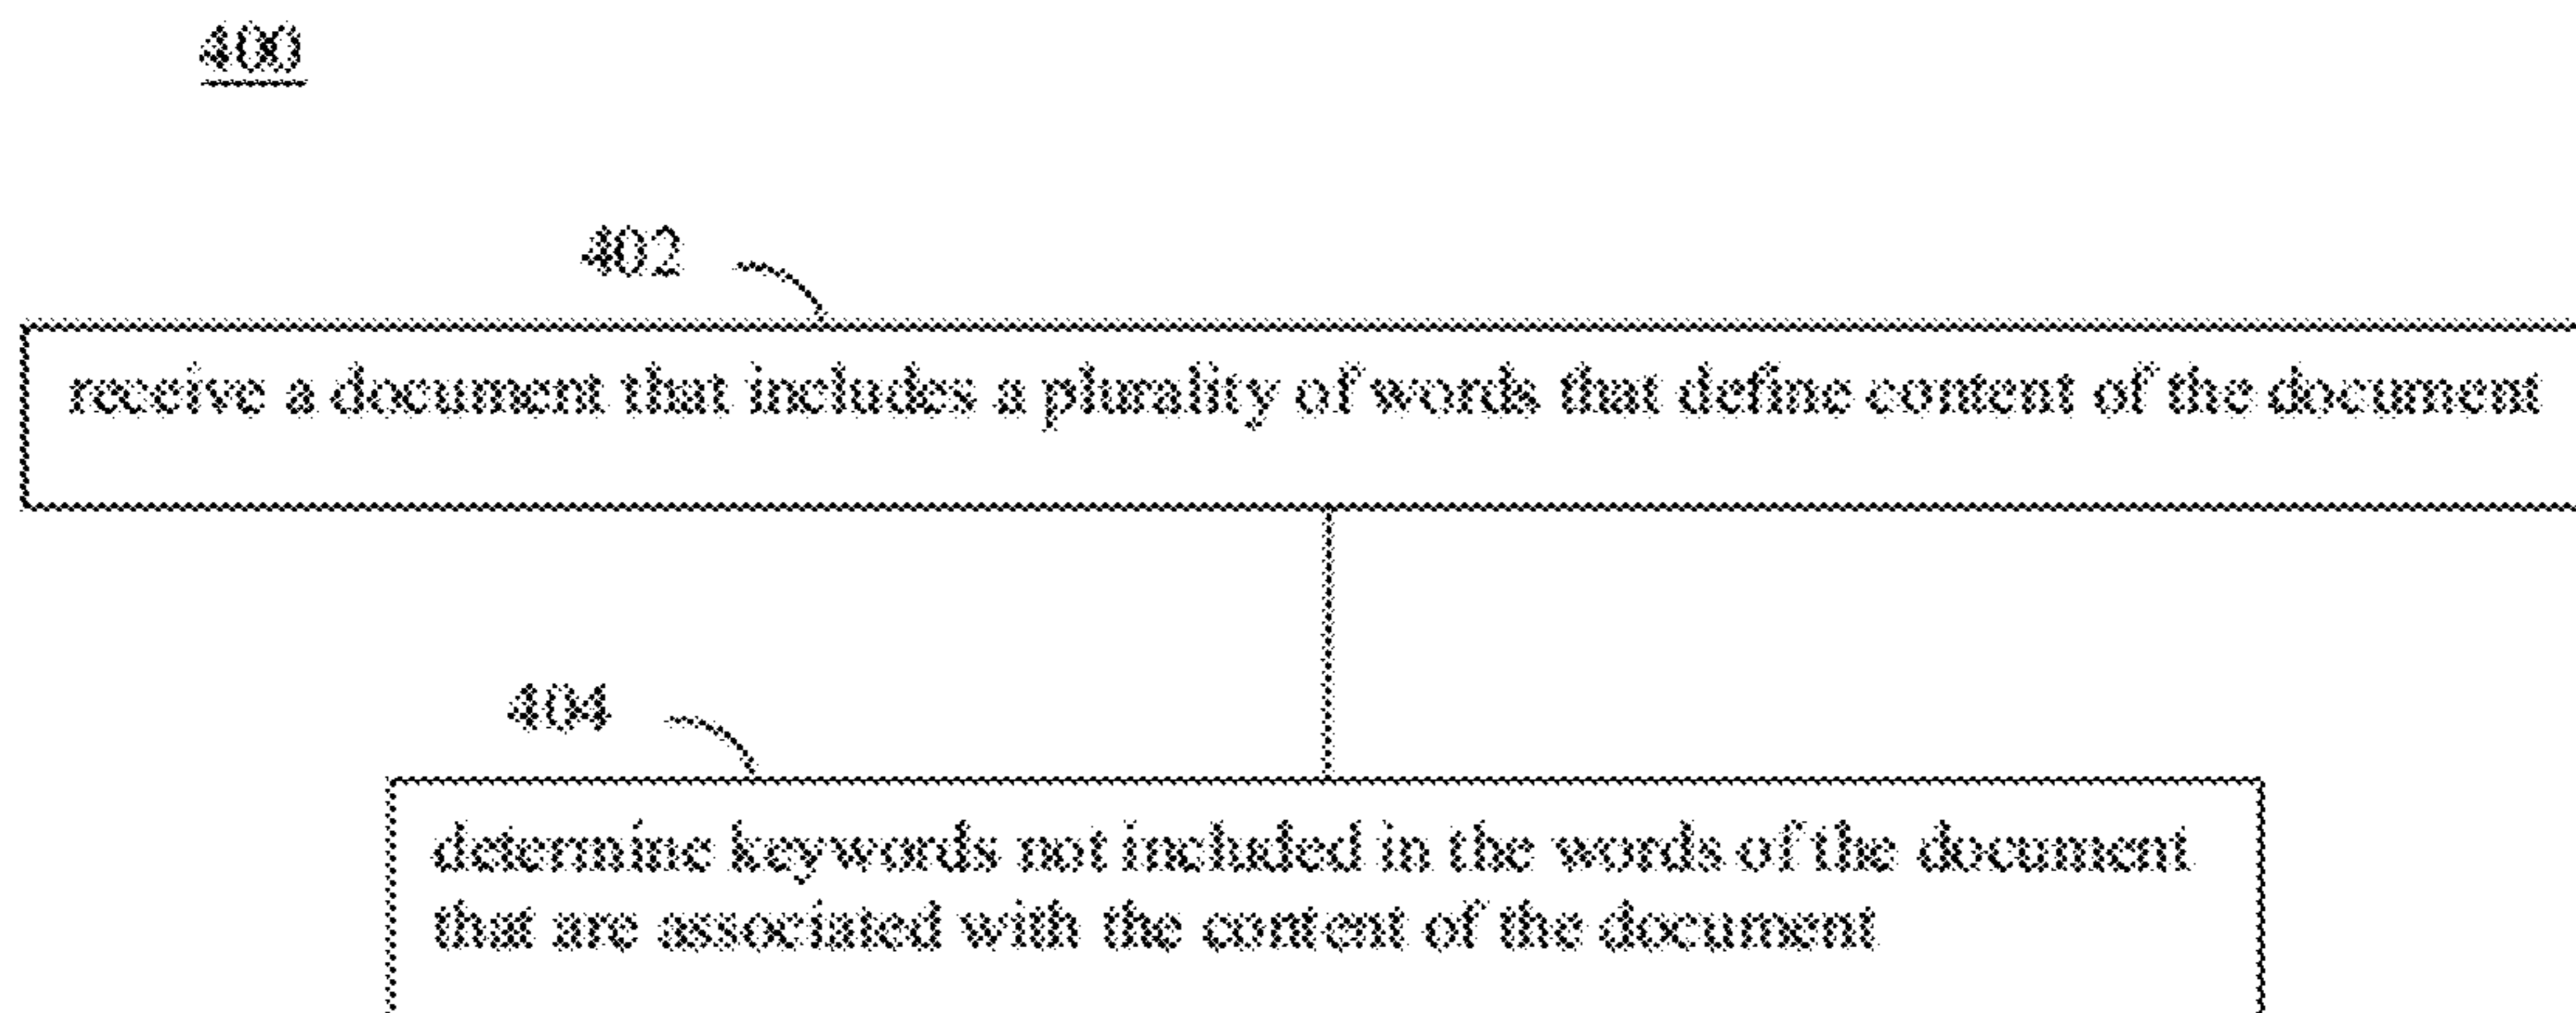 400
402
receive a document that includes a plurality of words that define content of the document
404
determine keywords not included in the words of the document
that are associated with the content of the document